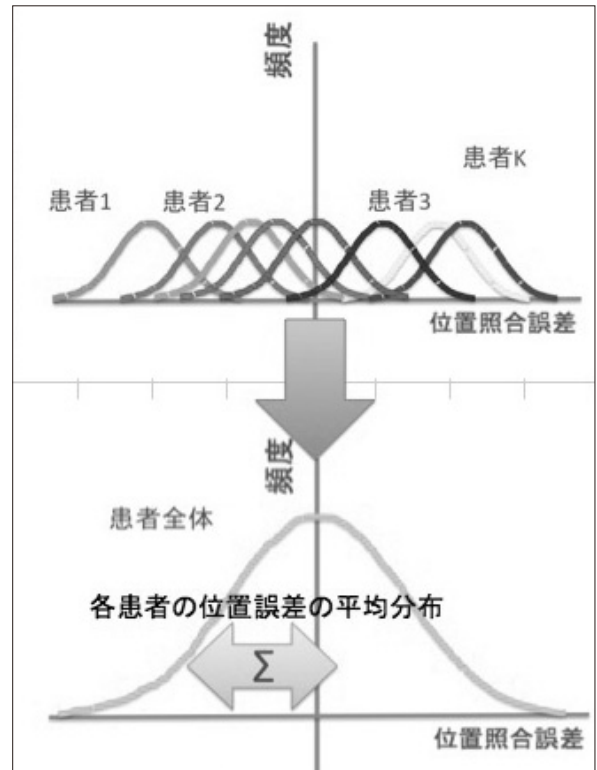 頻度
患者K
患者1 患者2 患者3
位置照合誤差
頻度
患者全体
各患者の位置誤差の平均分布
Σ
位置照合誤差